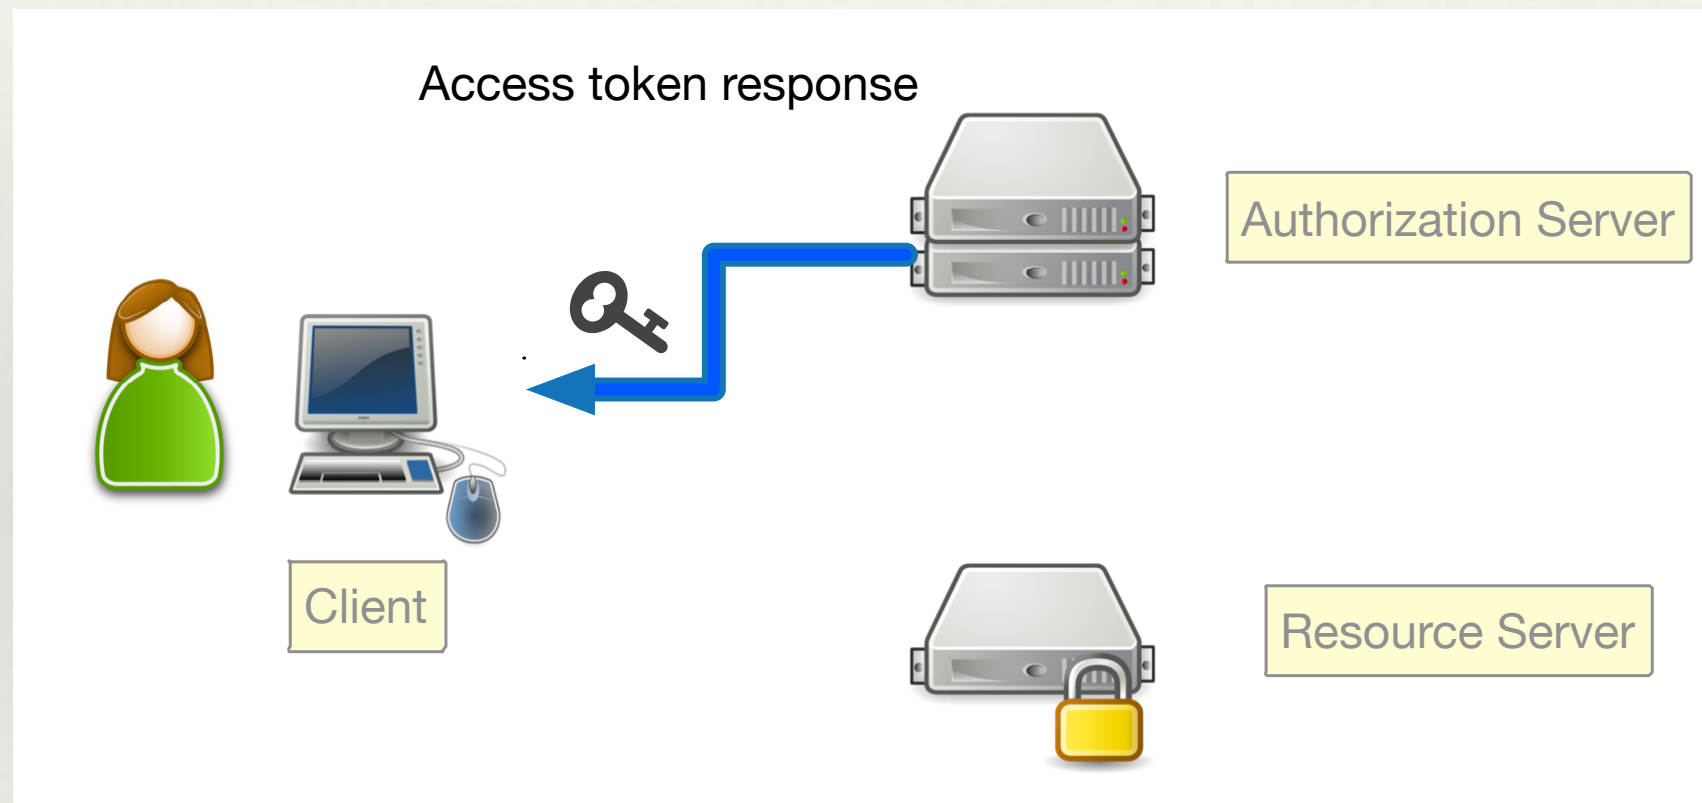 Access token response
Authorization Server
Client
Resource Server